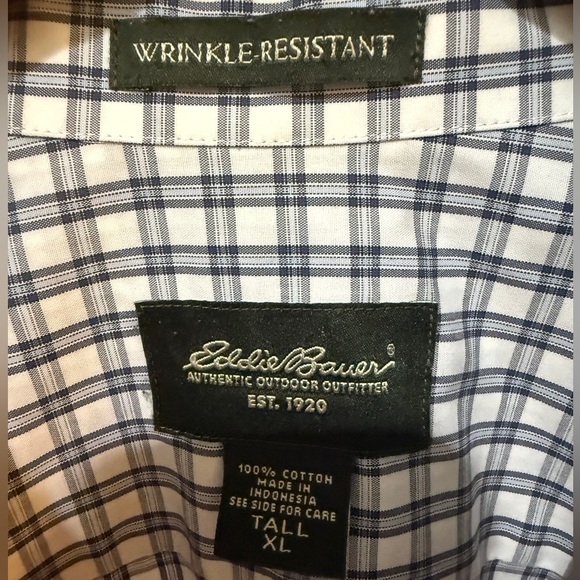 WRINKLE-RESISTANT
Eddie Bauer®
AUTHENTIC OUTDOOR OUTFITTER
EST. 1920
100% COTTON
MADE IN
INDONESIA
SEE SIDE FOR CARE
TALL
XL